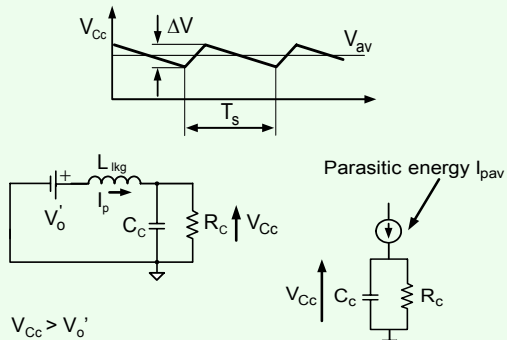 V_Cc
ΔV
V_av
T_s
L_lkg
+
I_p
V_o'
C_C
R_C
V_Cc
V_Cc > V_o'
Parasitic energy I_pav
V_Cc
C_c
R_c